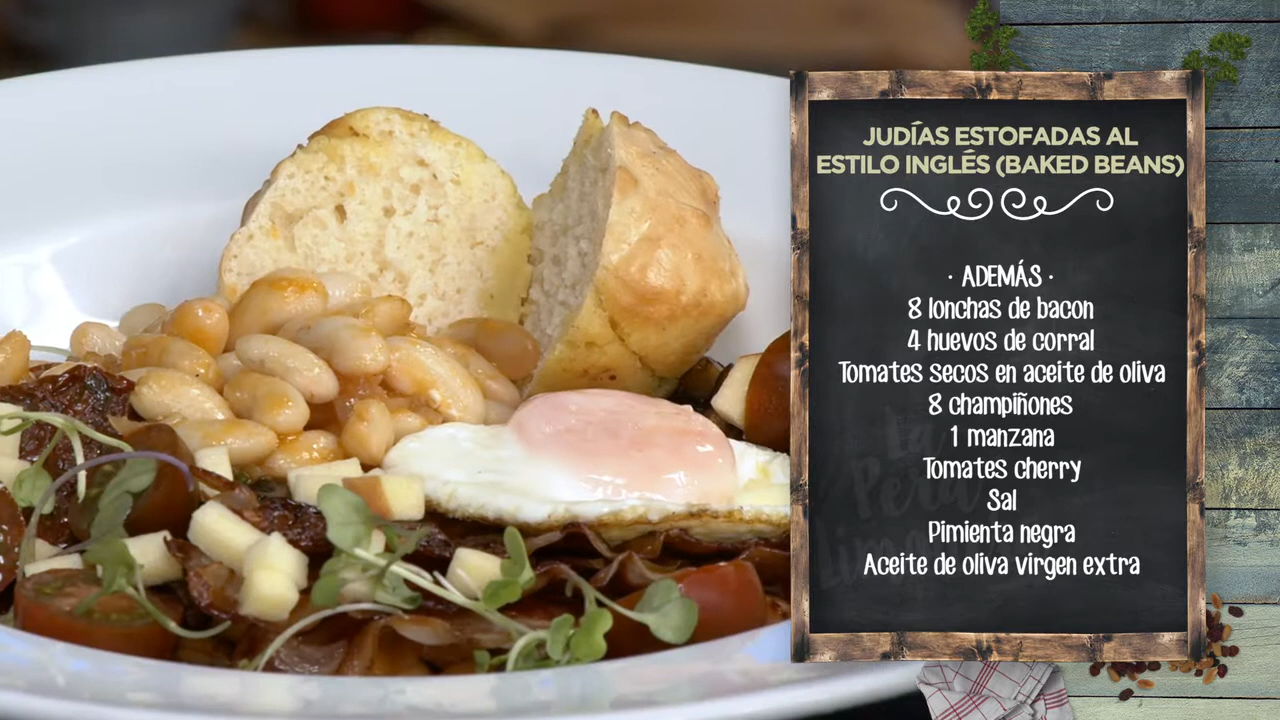 JUDÍAS ESTOFADAS AL
ESTILO INGLÉS (BAKED BEANS)
· ADEMÁS ·
8 lonchas de bacon
4 huevos de corral
Tomates secos en aceite de oliva
8 champiñones
1 manzana
Tomates cherry
Sal
Pimienta negra
Aceite de oliva virgen extra